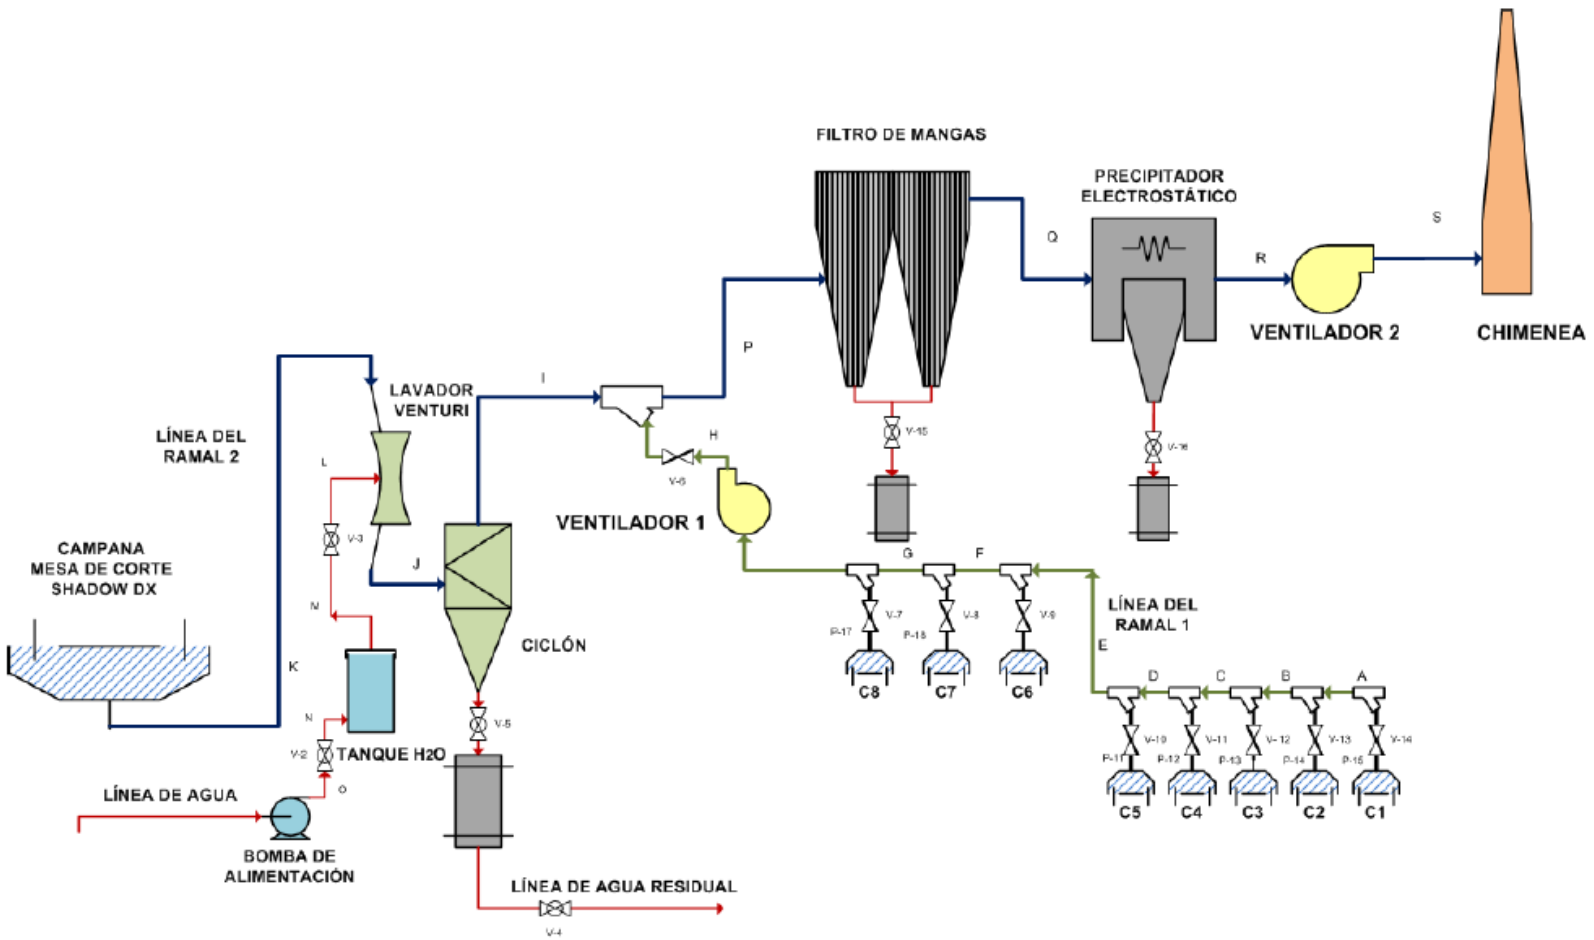 FILTRO DE MANGAS
PRECIPITADOR
ELECTROSTÁTICO
S
Q
R
VENTILADOR 2
CHIMENEA
P
I
LAVADOR
VENTURI
LÍNEA DEL
RAMAL 2
H
V-6
V-15
V-16
L
VENTILADOR 1
V-3
CAMPANA
MESA DE CORTE
SHADOW DX
J
G
F
M
V-7
V-8
V-9
P-17
P-18
LÍNEA DEL
RAMAL 1
CICLÓN
E
K
C8
C7
C6
D
C
B
A
N
V-5
V-2
TANQUE H2O
V-10
V-11
V-12
V-13
V-14
P-11
P-12
P-13
P-14
P-15
LÍNEA DE AGUA
O
C5
C4
C3
C2
C1
BOMBA DE
ALIMENTACIÓN
LÍNEA DE AGUA RESIDUAL
V-4